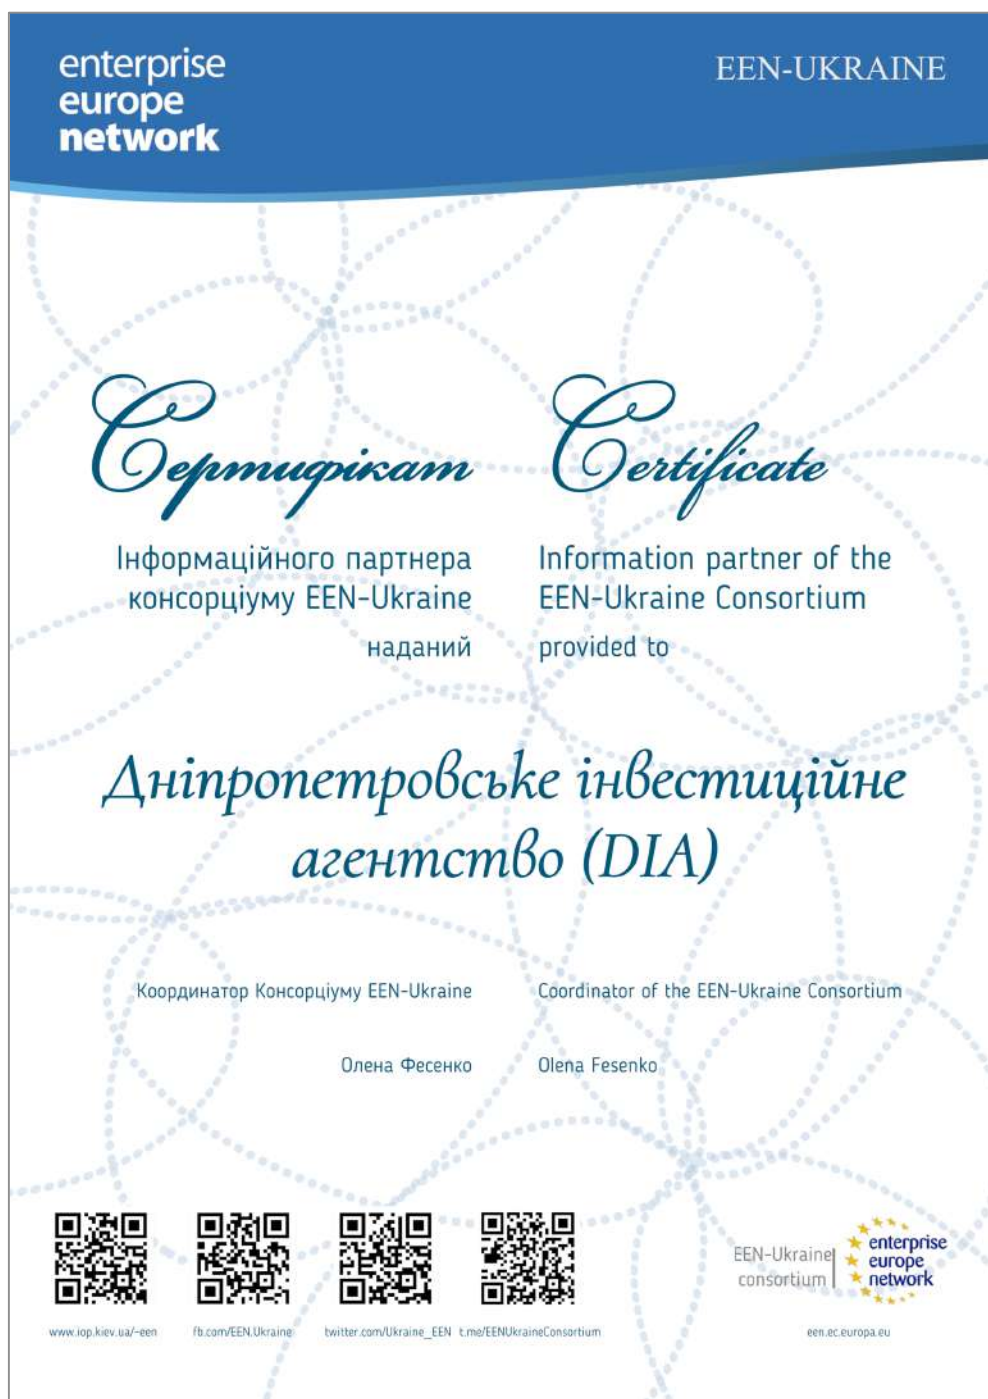 enterprise
europe
network
EEN-UKRAINE
Сертифікат
Certificate
Інформаційного партнера
консорціуму EEN-Ukraine
наданий
Information partner of the
EEN-Ukraine Consortium
provided to
Дніпропетровське інвестиційне
агентство (DIA)
Координатор Консорціуму EEN-Ukraine
Coordinator of the EEN-Ukraine Consortium
Олена Фесенко
Olena Fesenko
EEN-Ukraine
consortium
enterprise
europe
network
www.iop.kiev.ua/~een
fb.com/EEN.Ukraine
twitter.com/Ukraine_EEN
t.me/EENUkraineConsortium
een.ec.europa.eu